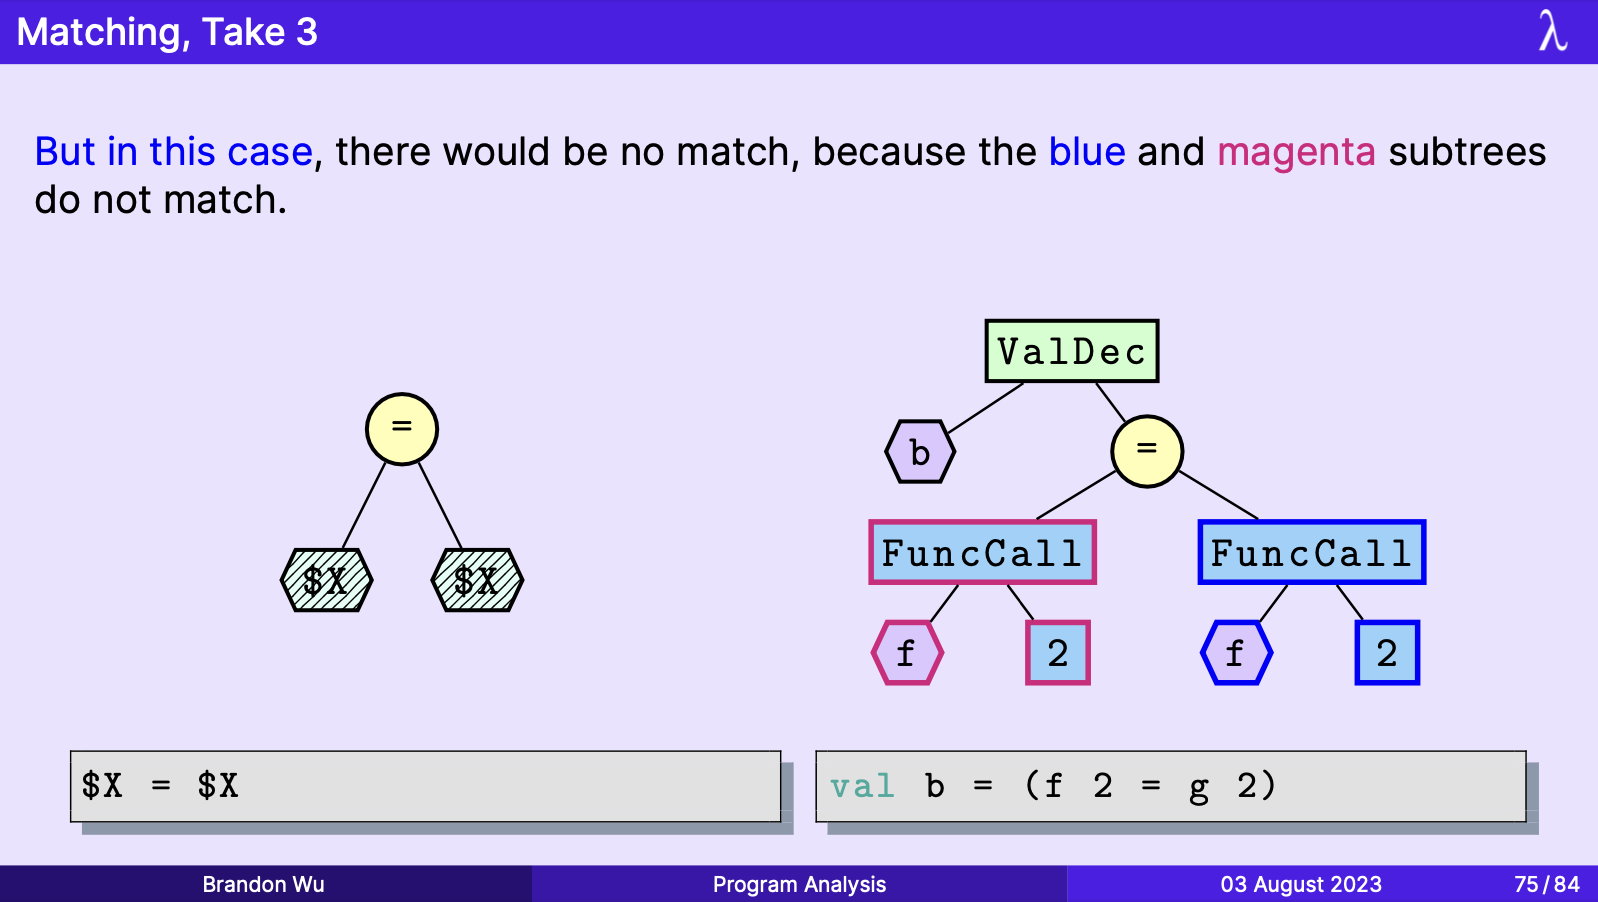 Matching, Take 3
λ
But in this case, there would be no match, because the blue and magenta subtrees
do not match.
ValDec
=
b
=
FuncCall
FuncCall
$X
$X
f
2
f
2
$X = $X
val b = (f 2 = g 2)
Brandon Wu
Program Analysis
03 August 2023
75/84